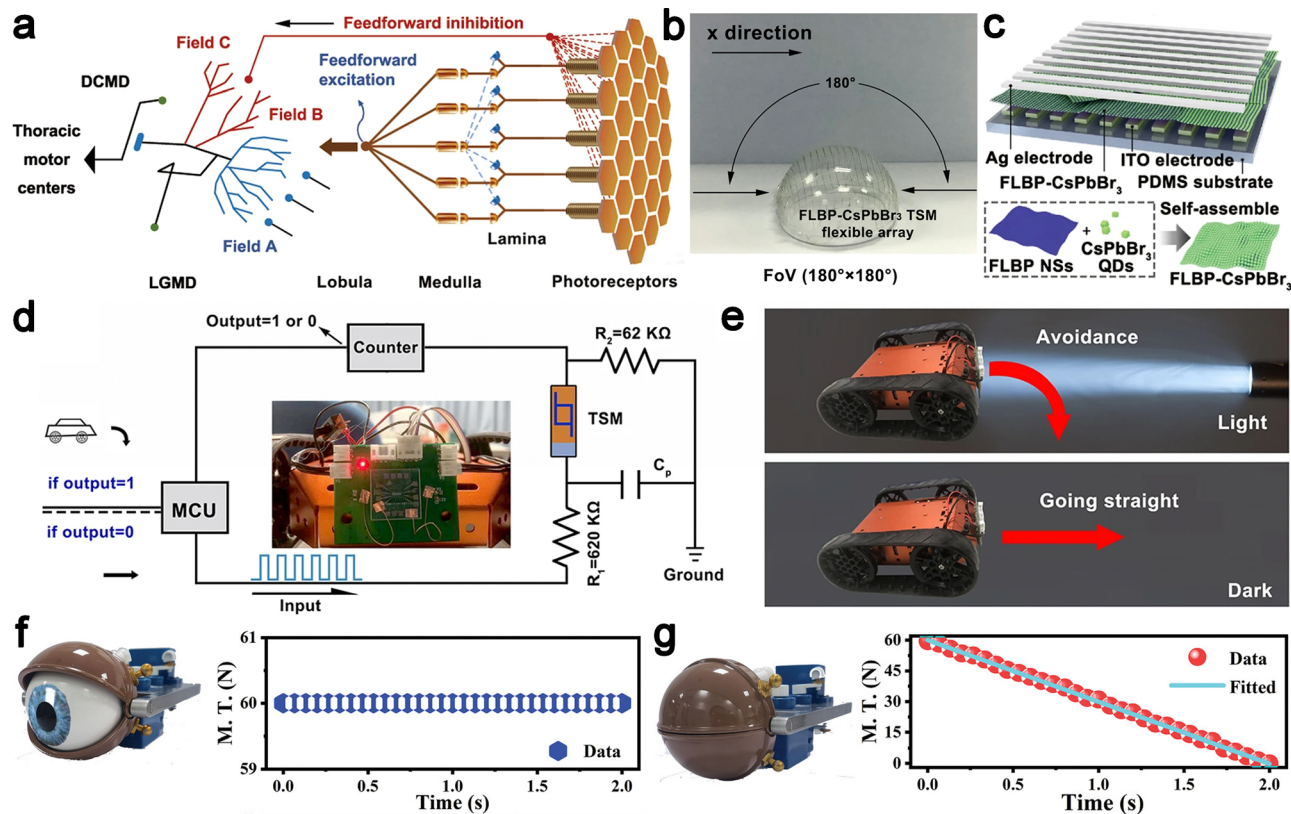 a
Feedforward inihibition
Field C
Feedforward
excitation
DCMD
Field B
Thoracic
motor
centers
Field A
Lamina
LGMD
Lobula
Medulla
Photoreceptors
b
x direction
180°
FLBP-CsPbBr₃ TSM
flexible array
FoV (180°×180°)
c
Ag electrode
ITO electrode
FLBP-CsPbBr₃
PDMS substrate
Self-assemble
+
CsPbBr₃
FLBP NSs
QDs
FLBP-CsPbBr₃
d
Output=1 or 0
Counter
R₂=62 KΩ
TSM
Cₚ
if output=1
MCU
if output=0
R₁=620 KΩ
Ground
Input
e
Avoidance
Light
Going straight
Dark
f
61
60
59
M. T. (N)
Data
0.0 0.5 1.0 1.5 2.0
Time (s)
g
60
45
30
15
0
M. T. (N)
Data
Fitted
0.0 0.5 1.0 1.5 2.0
Time (s)